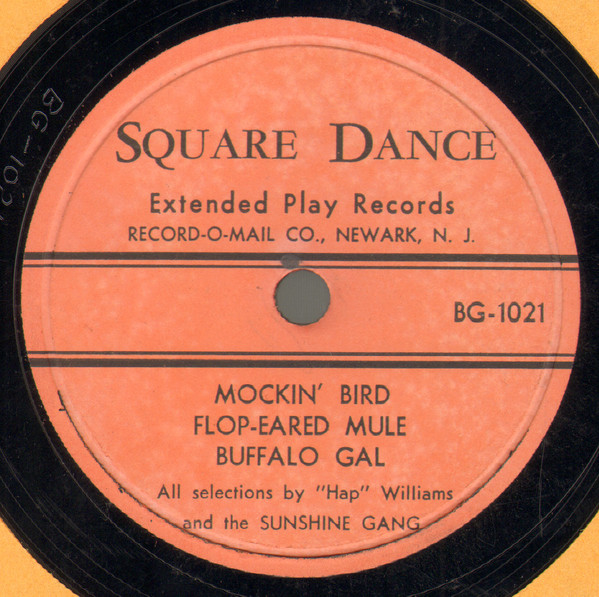 SQUARE DANCE
Extended Play Records
RECORD-O-MAIL CO., NEWARK, N. J.
BG-1021
MOCKIN' BIRD
FLOP-EARED MULE
BUFFALO GAL
All selections by "Hap" Williams
and the SUNSHINE GANG